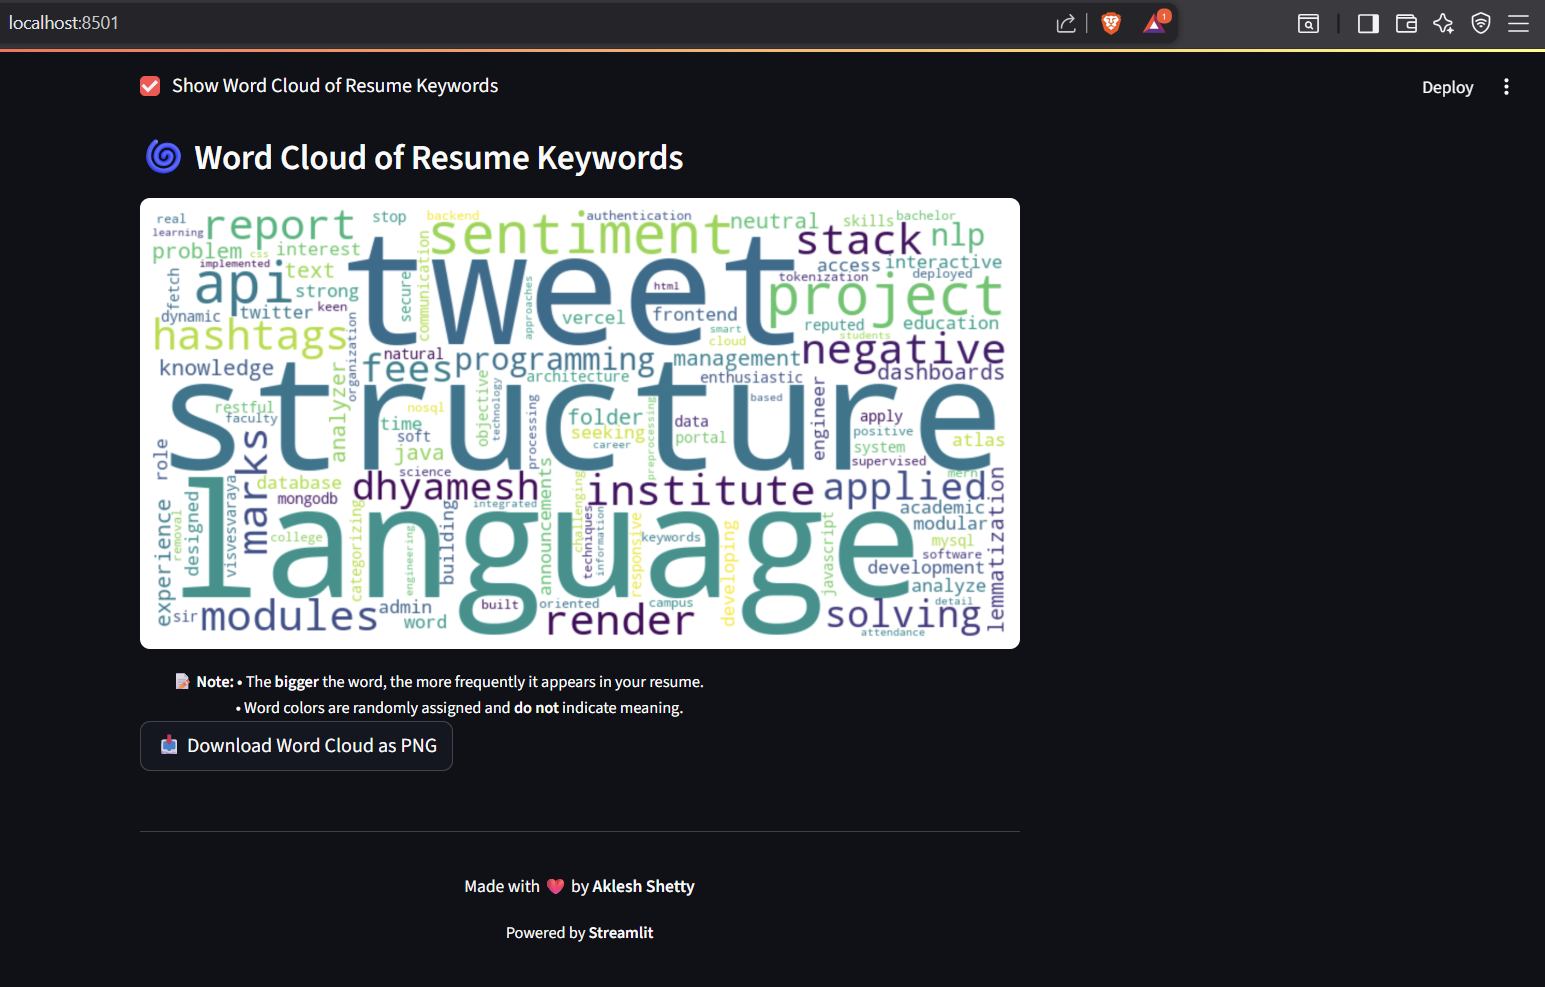 localhost:8501
1
Show Word Cloud of Resume Keywords
Deploy
Word Cloud of Resume Keywords
real
report
stop
backend
authentication
neutral
skills
bachelor
learning
sentiment
stack
nlp
problem
css
interest
communication
tweet
access
interactive
implemented
api
text
tokenization
deployed
fetch
strong
secure
approaches
html
project
dynamic
twitter
keen
vercel
frontend
reputed
education
hashtags
organization
smart
cloud
students
natural
programming
management
negative
knowledge
fees
architecture
enthusiastic
dashboards
structure
analyzer
objective
technology
based
restful
faculty
nosql
time
soft
java
processing
folder
seeking
career
preprocessing
data
portal
engineer
apply
positive
system
supervised
atlas
role
marks
science
mern
database
mongodb
dhyamesh
institute
applied
lemmatization
experience
removal
designed
visvesvaraya
language
categorizing
integrated
announcements
challenging
techniques
information
academic
modular
college
engineering
building
responsive
keywords
developing
javascript
mysql
software
development
analyze
detail
sir
modules
admin
word
built
oriented
render
campus
solving
attendance
Note: • The bigger the word, the more frequently it appears in your resume.
• Word colors are randomly assigned and do not indicate meaning.
Download Word Cloud as PNG
Made with ❤️ by Aklesh Shetty
Powered by Streamlit